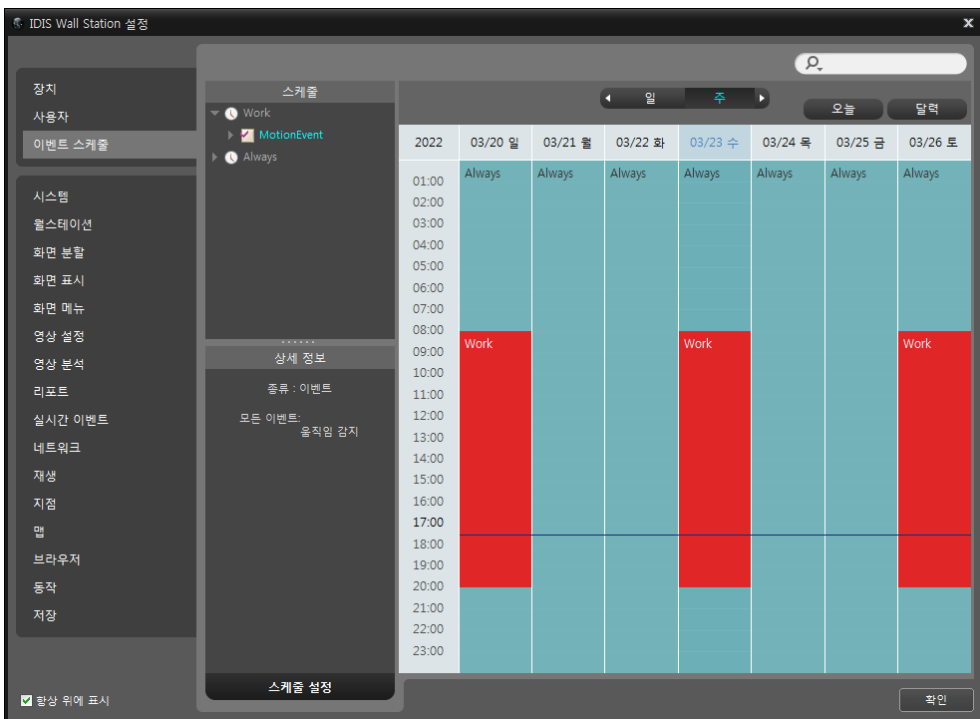 IDIS Wall Station 설정
x
장치
사용자
이벤트 스케줄
시스템
월스테이션
화면 분할
화면 표시
화면 메뉴
영상 설정
영상 분석
리포트
실시간 이벤트
네트워크
재생
지점
맵
브라우저
동작
저장
항상 위에 표시
스케줄
Work
MotionEvent
Always
상세 정보
종류 : 이벤트
모든 이벤트:
움직임 감지
스케줄 설정
일 주
오늘 달력
2022 03/20 일 03/21 월 03/22 화 03/23 수 03/24 목 03/25 금 03/26 토
Always Always Always Always Always Always Always
01:00
02:00
03:00
04:00
05:00
06:00
07:00
08:00
Work Work Work
09:00
10:00
11:00
12:00
13:00
14:00
15:00
16:00
17:00
18:00
19:00
20:00
21:00
22:00
23:00
확인